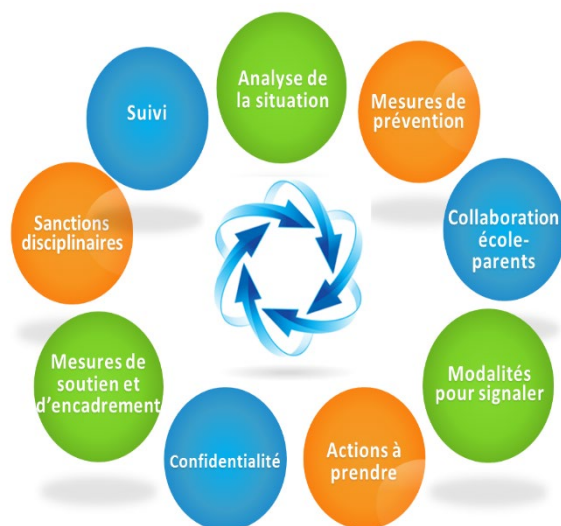 Analyse de
la situation
Mesures de
prévention
Collaboration
école-
parents
Modalités
pour signaler
Actions à
prendre
Confidentialité
Mesures de
soutien et
d'encadrement
Sanctions
disciplinaires
Suivi